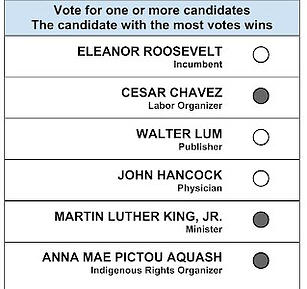 Vote for one or more candidates
The candidate with the most votes wins
ELEANOR ROOSEVELT
Incumbent
CESAR CHAVEZ
Labor Organizer
WALTER LUM
Publisher
JOHN HANCOCK
Physician
MARTIN LUTHER KING, JR.
Minister
ANNA MAE PICTOU AQUASH
Indigenous Rights Organizer